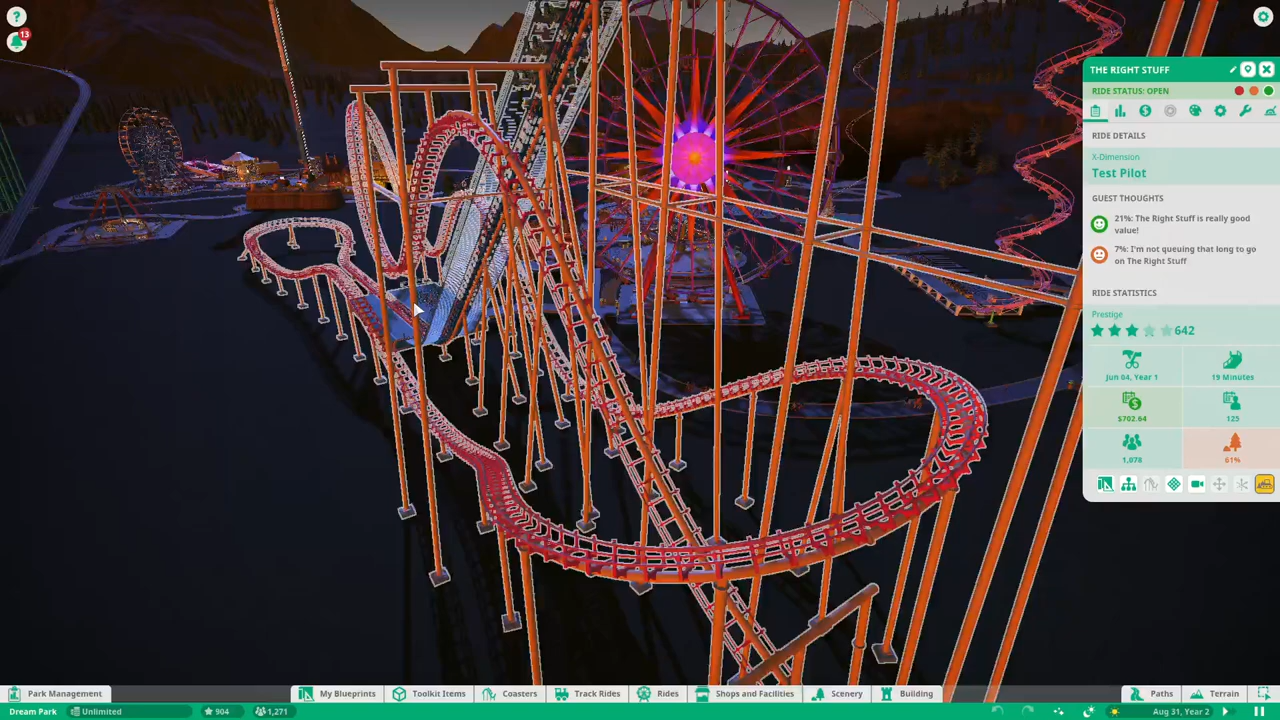 ?
13
THE RIGHT STUFF
RIDE STATUS: OPEN
RIDE DETAILS
X-Dimension
Test Pilot
GUEST THOUGHTS
21%: The Right Stuff is really good
value!
7%: I'm not queuing that long to go
on The Right Stuff
RIDE STATISTICS
Prestige
642
Jun 04, Year 1
19 Minutes
$702.64
125
1,078
61%
Park Management
My Blueprints
Toolkit Items
Coasters
Track Rides
Rides
Shops and Facilities
Scenery
Building
Paths
Terrain
Dream Park
Unlimited
904
1,271
Aug 31, Year 2